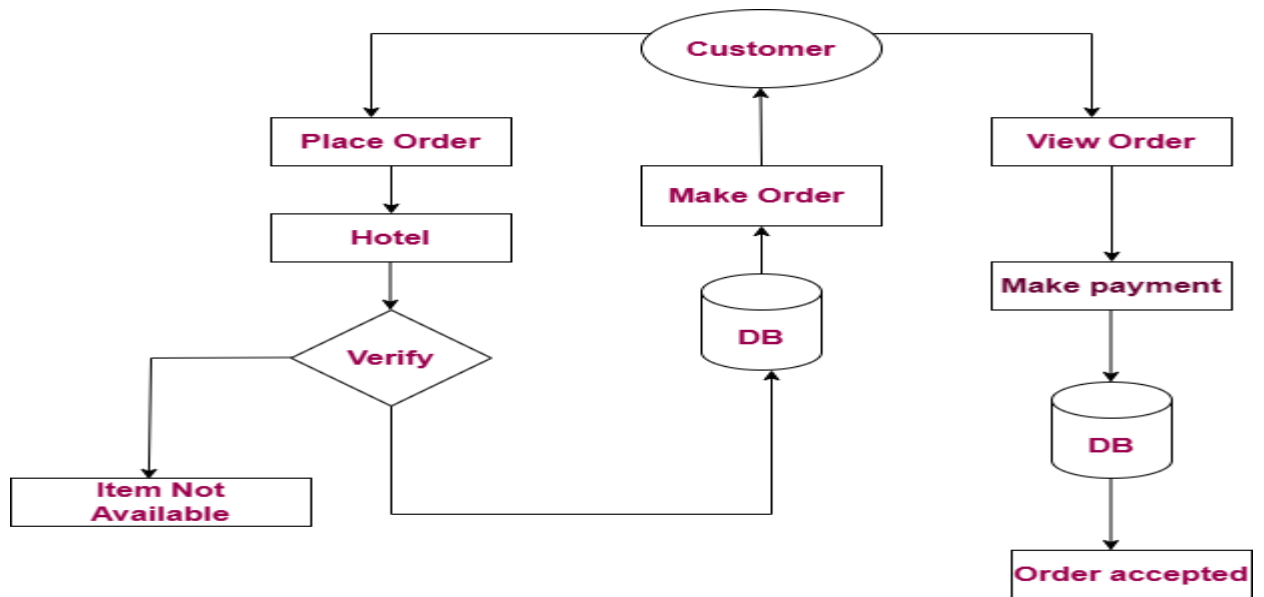 Customer
Place Order
View Order
Make Order
Hotel
Make payment
DB
Verify
DB
Item Not
Available
Order accepted